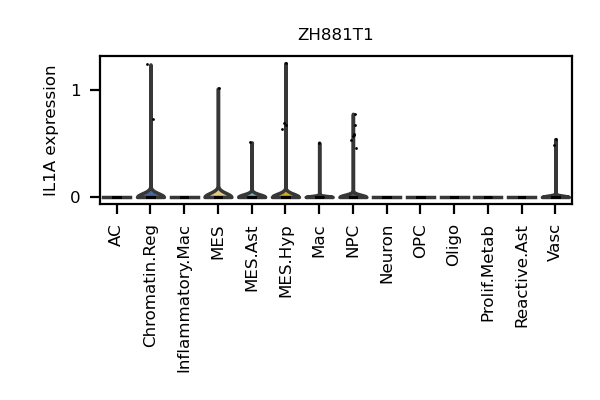 ZH881T1
IL1A expression
1
0
AC
Chromatin.Reg
Inflammatory.Mac
MES
MES.Ast
MES.Hyp
Mac
NPC
Neuron
OPC
Oligo
Prolif.Metab
Reactive.Ast
Vasc